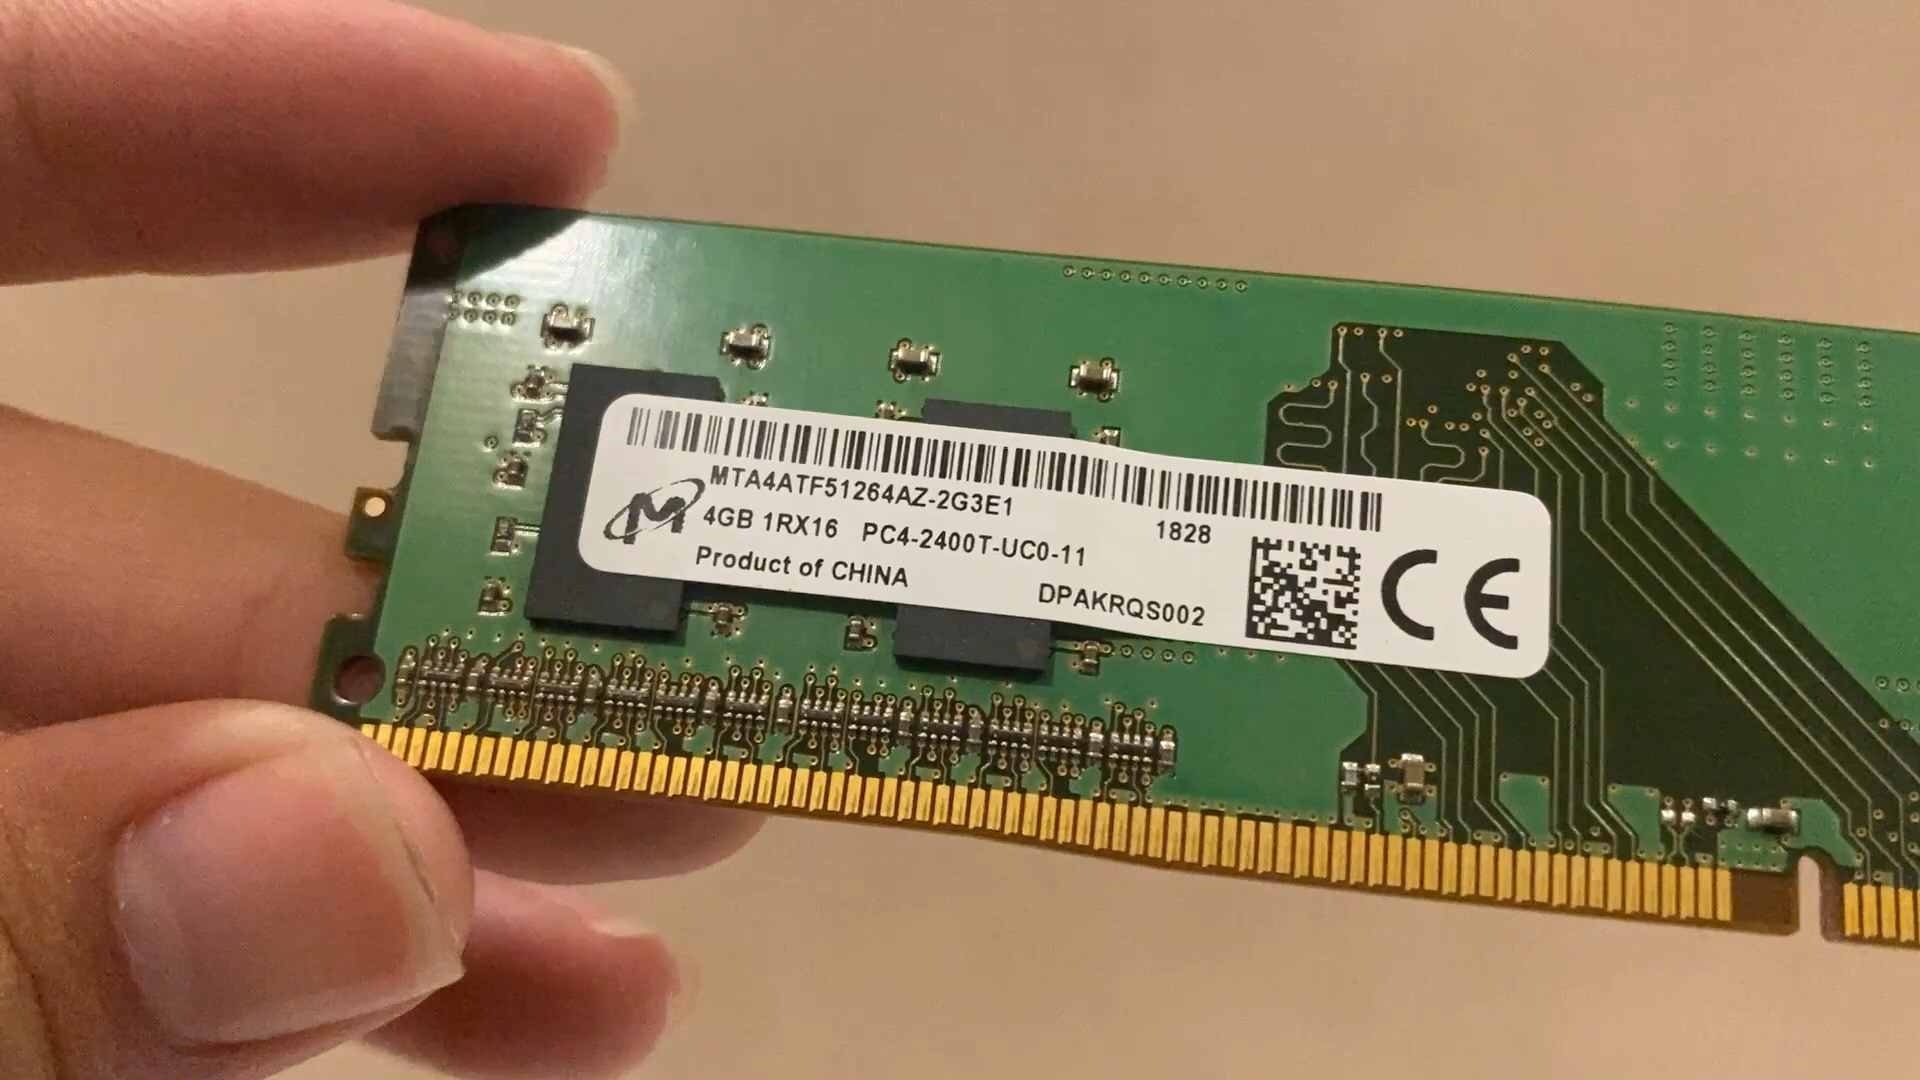 MTA4ATF51264AZ-2G3E1
4GB 1RX16 PC4-2400T-UC0-11 1828
Product of CHINA DPAKRQS002
M
CE